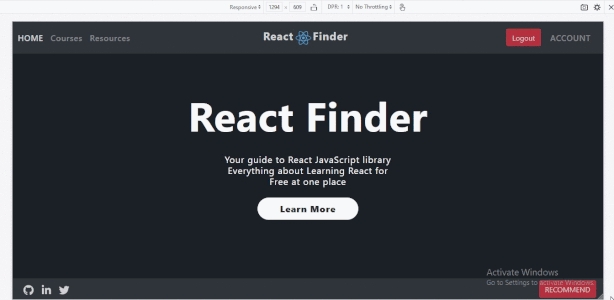 Responsive 1294 × 609 DPR: 1 No Throttling
HOME Courses Resources React Finder Logout ACCOUNT
React Finder
Your guide to React JavaScript library
Everything about Learning React for
Free at one place
Learn More
Activate Windows
Go to Settings to activate Windows.
RECOMMEND